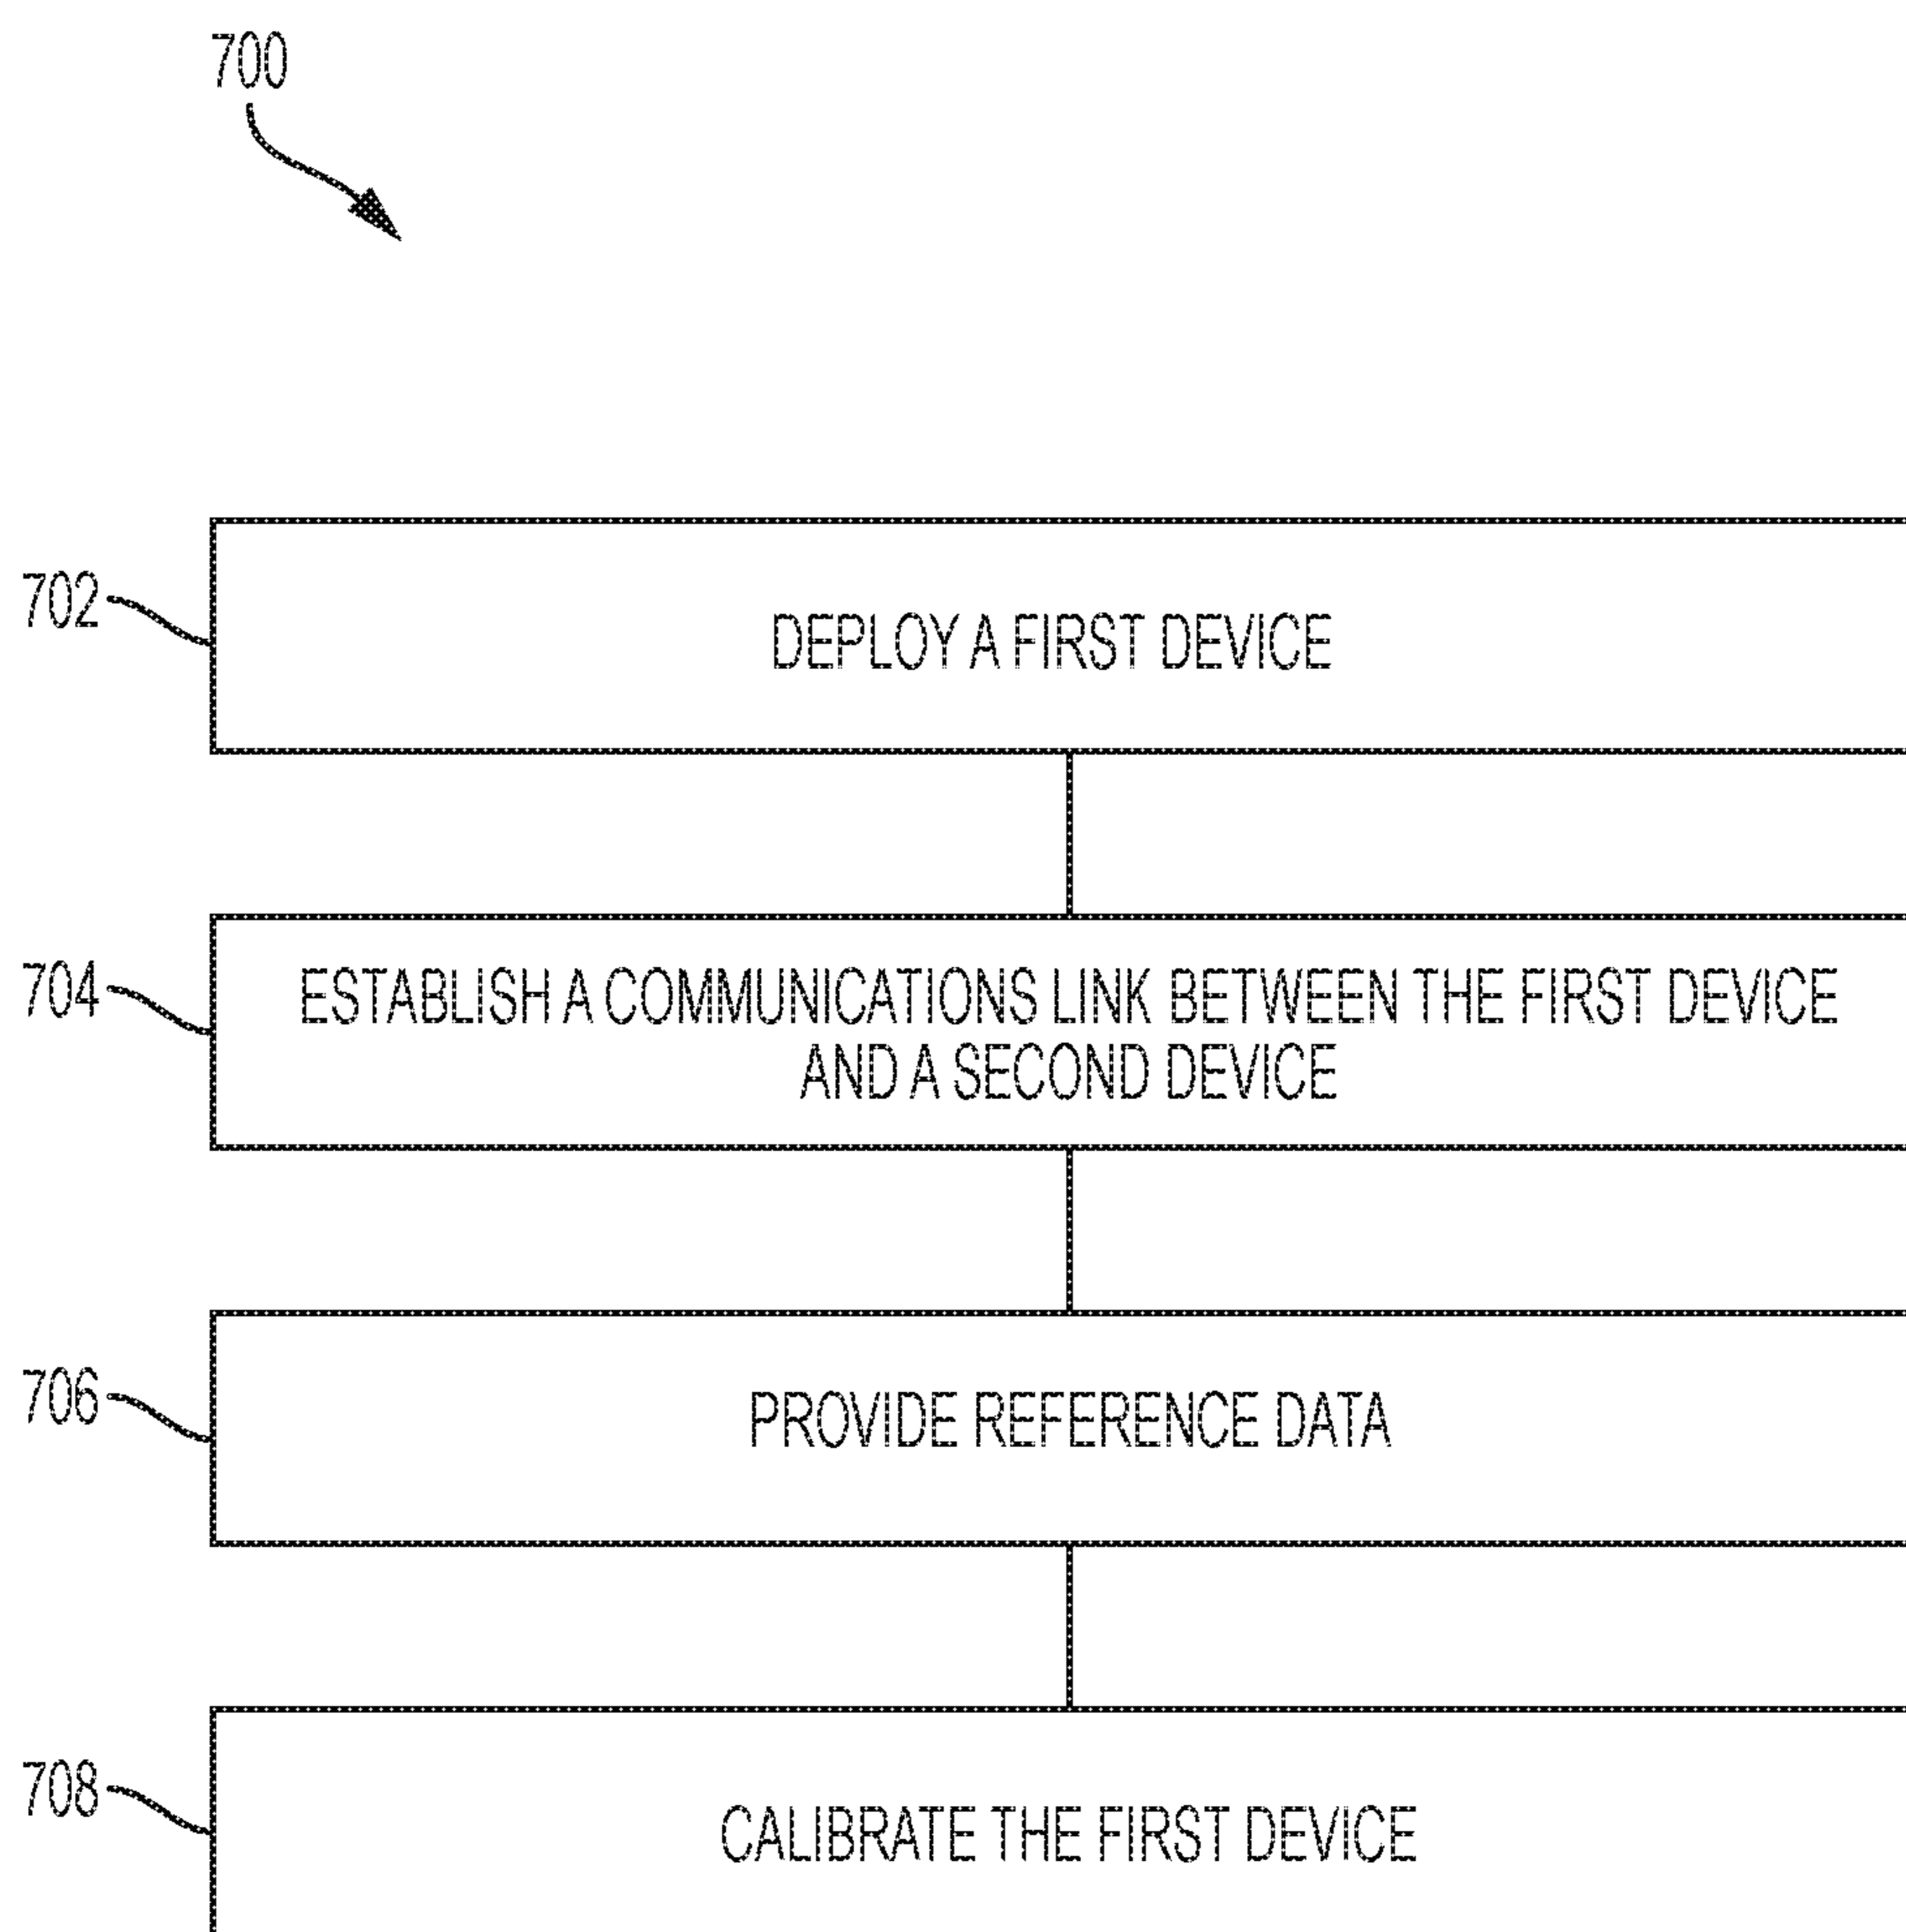 700
702
DEPLOY A FIRST DEVICE
704
ESTABLISH A COMMUNICATIONS LINK BETWEEN THE FIRST DEVICE
AND A SECOND DEVICE
706
PROVIDE REFERENCE DATA
708
CALIBRATE THE FIRST DEVICE